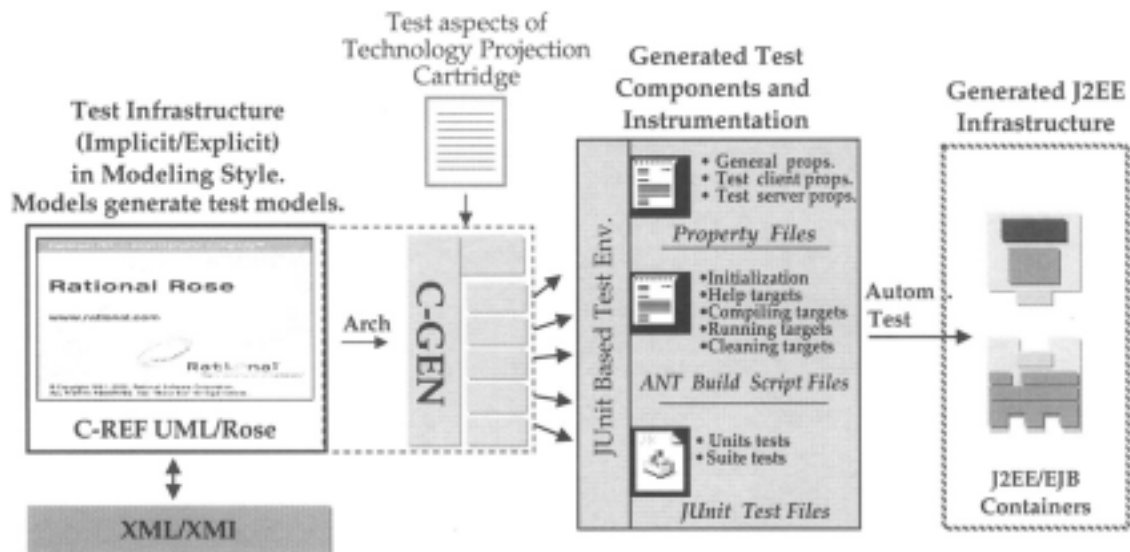 Test aspects of
Technology Projection
Cartridge
Test Infrastructure
(Implicit/Explicit)
in Modeling Style.
Models generate test models.
Rational Rose
www.rational.com
Rational
C-REF UML/Rose
XML/XMI
Arch
C-GEN
Generated Test
Components and
Instrumentation
JUnit Based Test Env.
• General props.
• Test client props.
• Test server props.
Property Files
•Initialization
•Help targets
•Compiling targets
•Running targets
•Cleaning targets
ANT Build Script Files
• Units tests
• Suite tests
JUnit Test Files
Autom .
Test
Generated J2EE
Infrastructure
J2EE/EJB
Containers